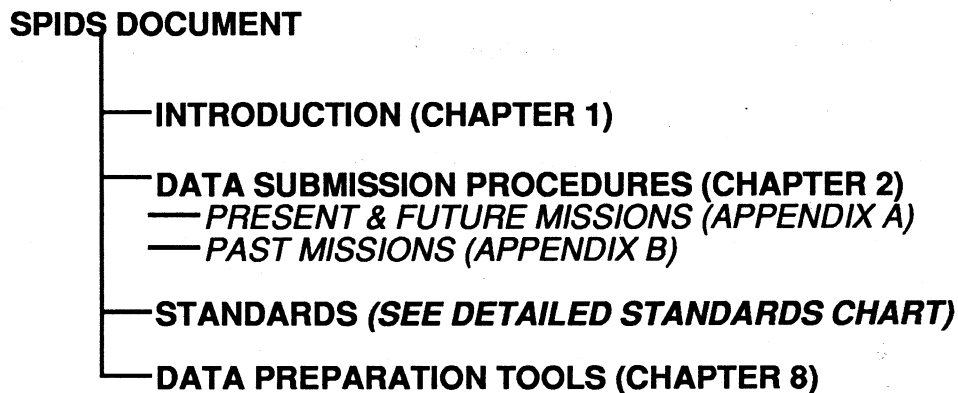 SPIDS DOCUMENT
INTRODUCTION (CHAPTER 1)
DATA SUBMISSION PROCEDURES (CHAPTER 2)
PRESENT & FUTURE MISSIONS (APPENDIX A)
PAST MISSIONS (APPENDIX B)
STANDARDS (SEE DETAILED STANDARDS CHART)
DATA PREPARATION TOOLS (CHAPTER 8)